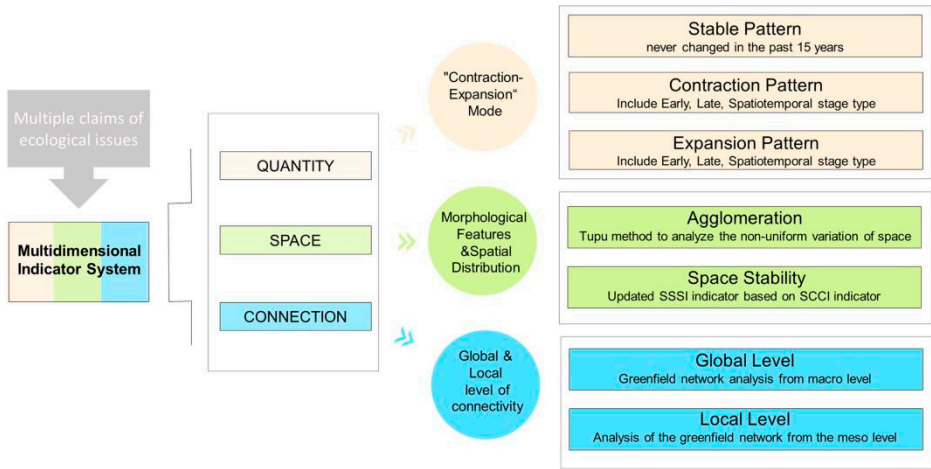 Multiple claims of
ecological issues
Multidimensional
Indicator System
QUANTITY
SPACE
CONNECTION
"Contraction-
Expansion“
Mode
Morphological
Features
&Spatial
Distribution
Global &
Local
level of
connectivity
Stable Pattern
never changed in the past 15 years
Contraction Pattern
Include Early, Late, Spatiotemporal stage type
Expansion Pattern
Include Early, Late, Spatiotemporal stage type
Agglomeration
Tupu method to analyze the non-uniform variation of space
Space Stability
Updated SSSI indicator based on SCCI indicator
Global Level
Greenfield network analysis from macro level
Local Level
Analysis of the greenfield network from the meso level